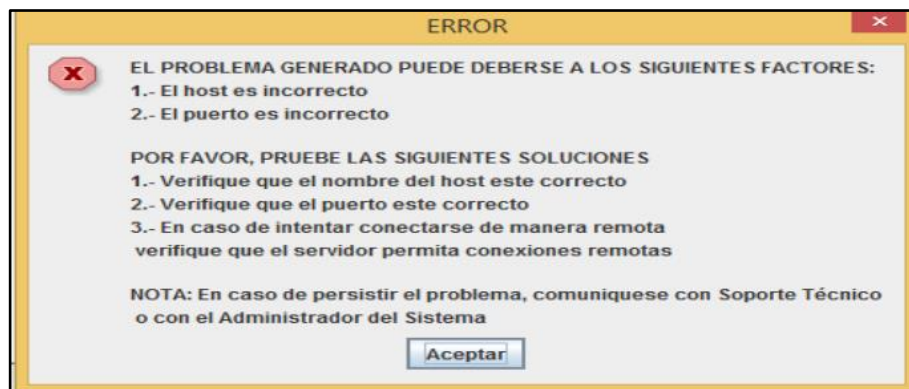 ERROR
EL PROBLEMA GENERADO PUEDE DEBERSE A LOS SIGUIENTES FACTORES:
1.- El host es incorrecto
2.- El puerto es incorrecto
POR FAVOR, PRUEBE LAS SIGUIENTES SOLUCIONES
1.- Verifique que el nombre del host este correcto
2.- Verifique que el puerto este correcto
3.- En caso de intentar conectarse de manera remota
verifique que el servidor permita conexiones remotas
NOTA: En caso de persistir el problema, comuniquese con Soporte Técnico
o con el Administrador del Sistema
Aceptar